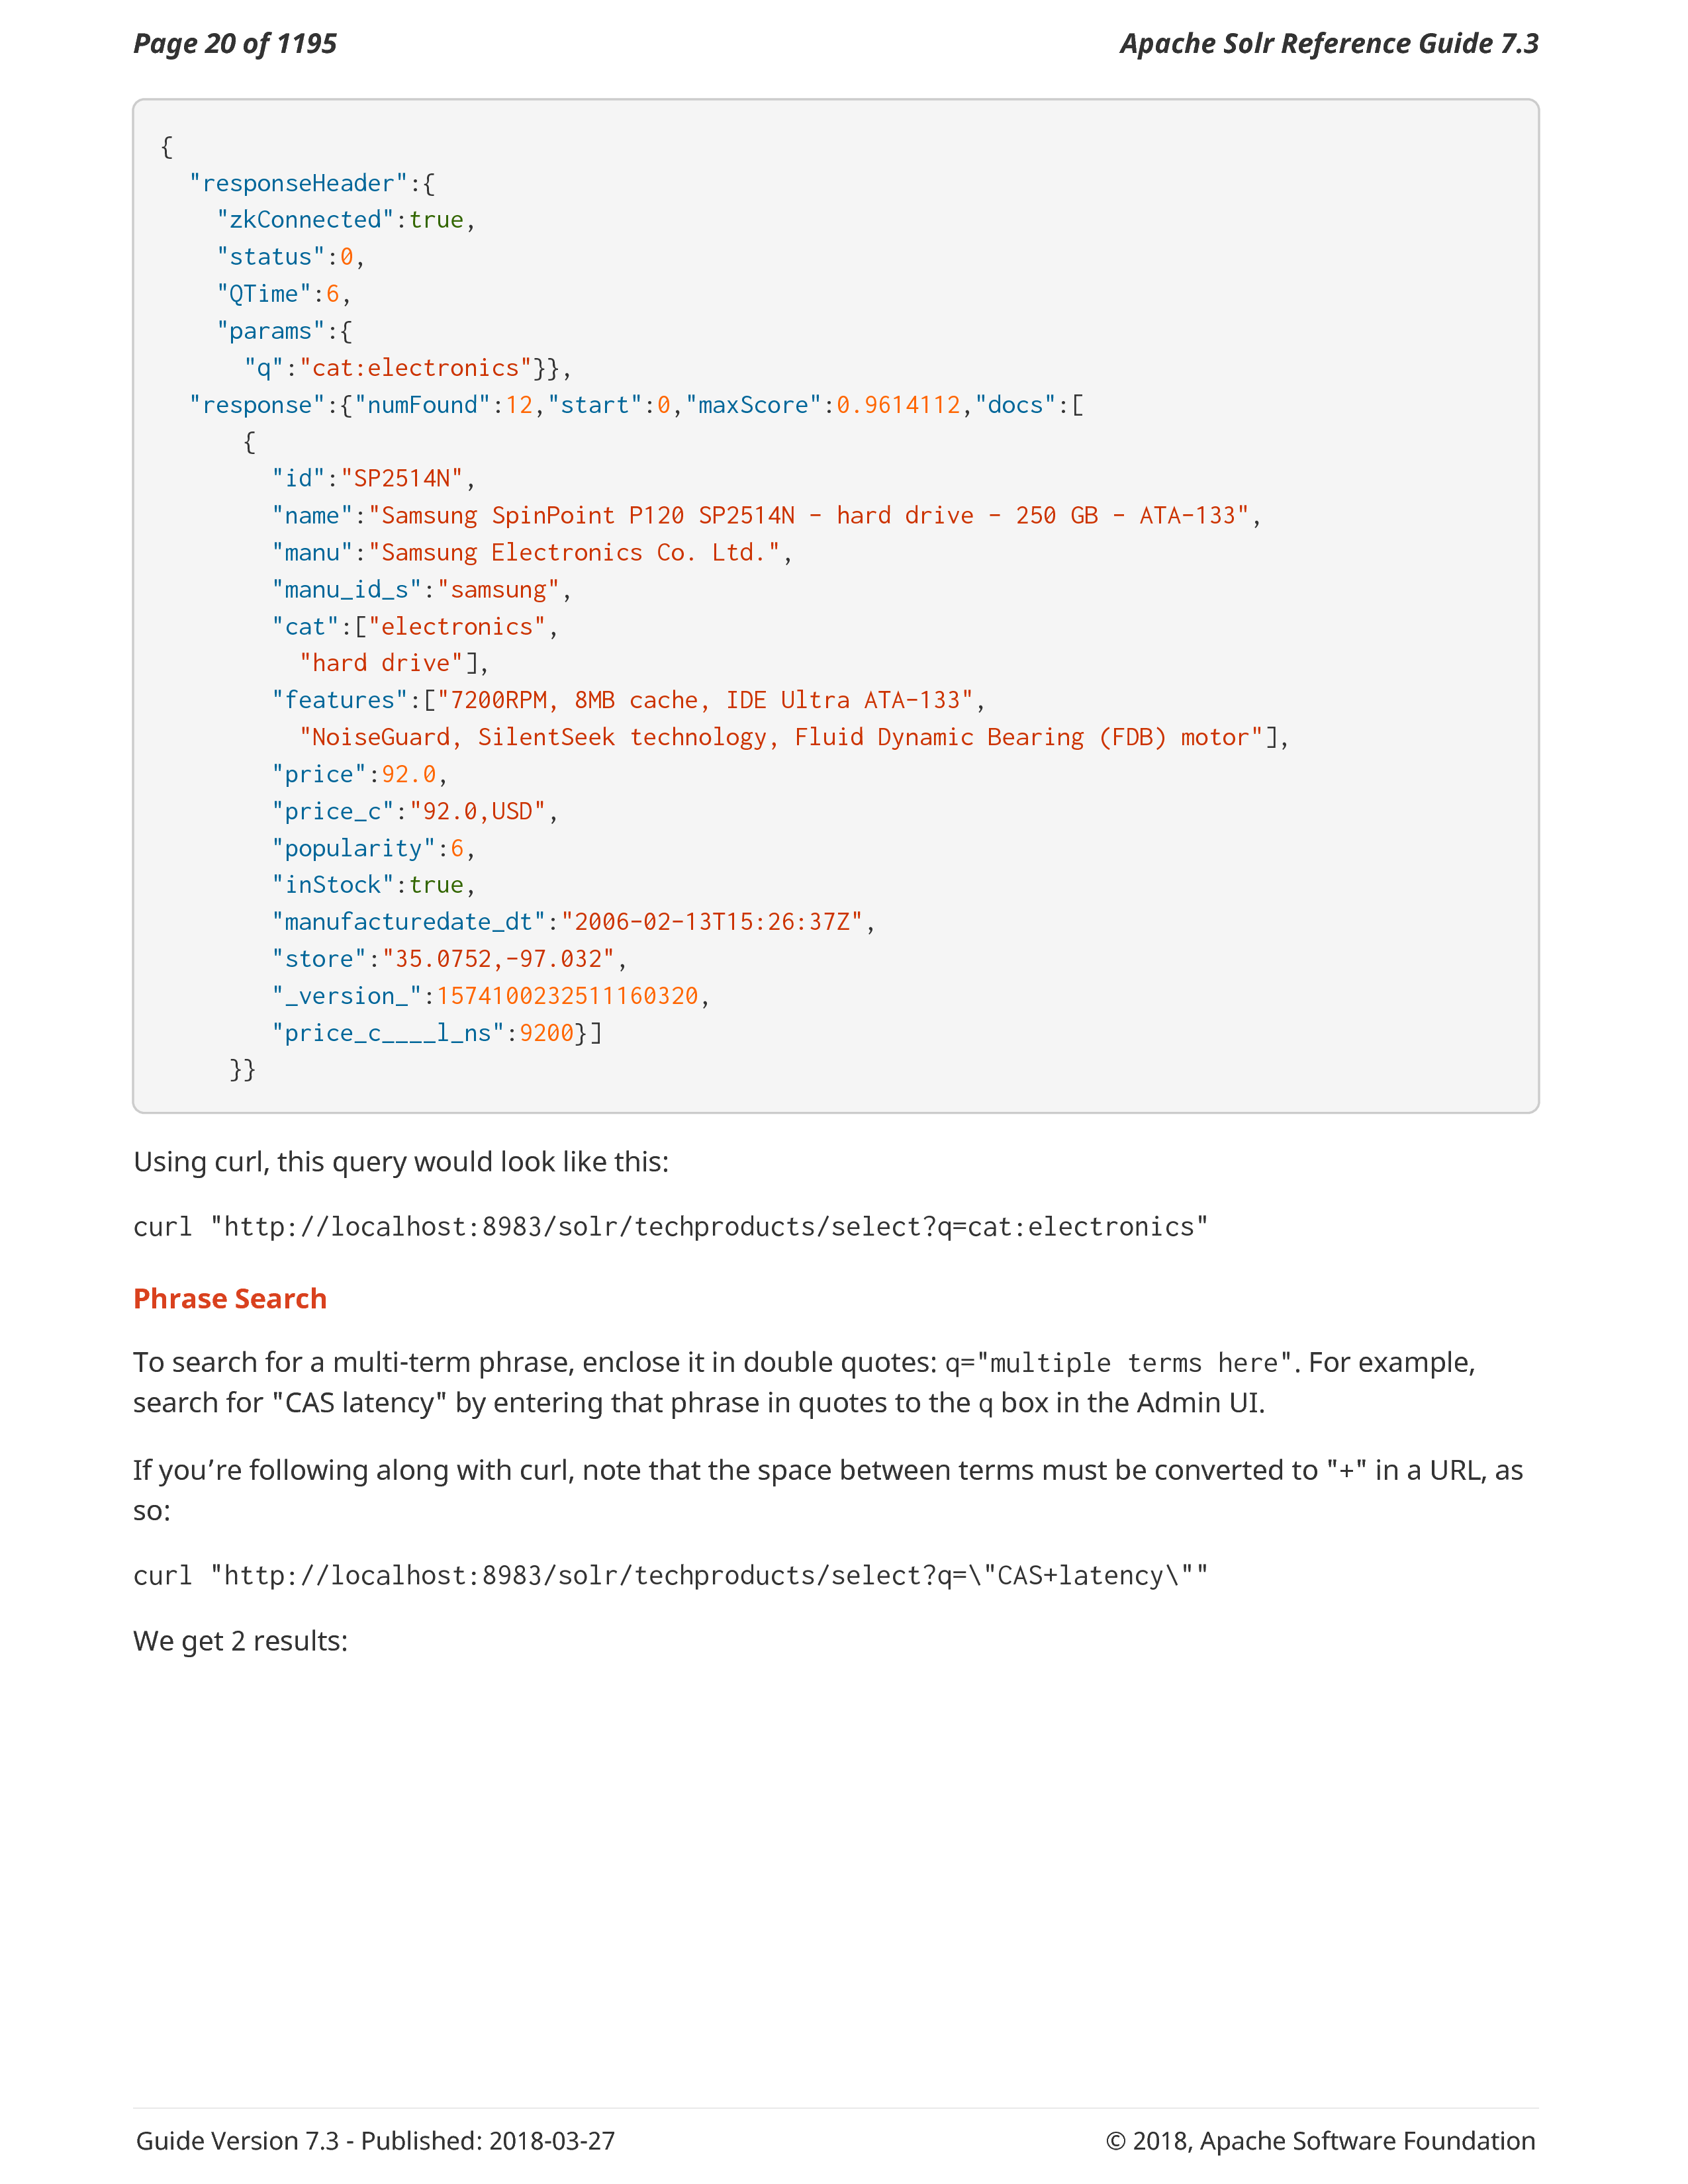 Page 20 of 1195
Apache Solr Reference Guide 7.3
{
  "responseHeader":{
    "zkConnected":true,
    "status":0,
    "QTime":6,
    "params":{
      "q":"cat:electronics"}},
  "response":{"numFound":12,"start":0,"maxScore":0.9614112,"docs":[
      {
        "id":"SP2514N",
        "name":"Samsung SpinPoint P120 SP2514N - hard drive - 250 GB - ATA-133",
        "manu":"Samsung Electronics Co. Ltd.",
        "manu_id_s":"samsung",
        "cat":["electronics",
          "hard drive"],
        "features":["7200RPM, 8MB cache, IDE Ultra ATA-133",
          "NoiseGuard, SilentSeek technology, Fluid Dynamic Bearing (FDB) motor"],
        "price":92.0,
        "price_c":"92.0,USD",
        "popularity":6,
        "inStock":true,
        "manufacturedate_dt":"2006-02-13T15:26:37Z",
        "store":"35.0752,-97.032",
        "_version_":1574100232511160320,
        "price_c____l_ns":9200}]
     }}
Using curl, this query would look like this:
curl "http://localhost:8983/solr/techproducts/select?q=cat:electronics"
Phrase Search
To search for a multi-term phrase, enclose it in double quotes: q="multiple terms here". For example,
search for "CAS latency" by entering that phrase in quotes to the q box in the Admin UI.
If you’re following along with curl, note that the space between terms must be converted to "+" in a URL, as
so:
curl "http://localhost:8983/solr/techproducts/select?q=\"CAS+latency\""
We get 2 results:
Guide Version 7.3 - Published: 2018-03-27
© 2018, Apache Software Foundation